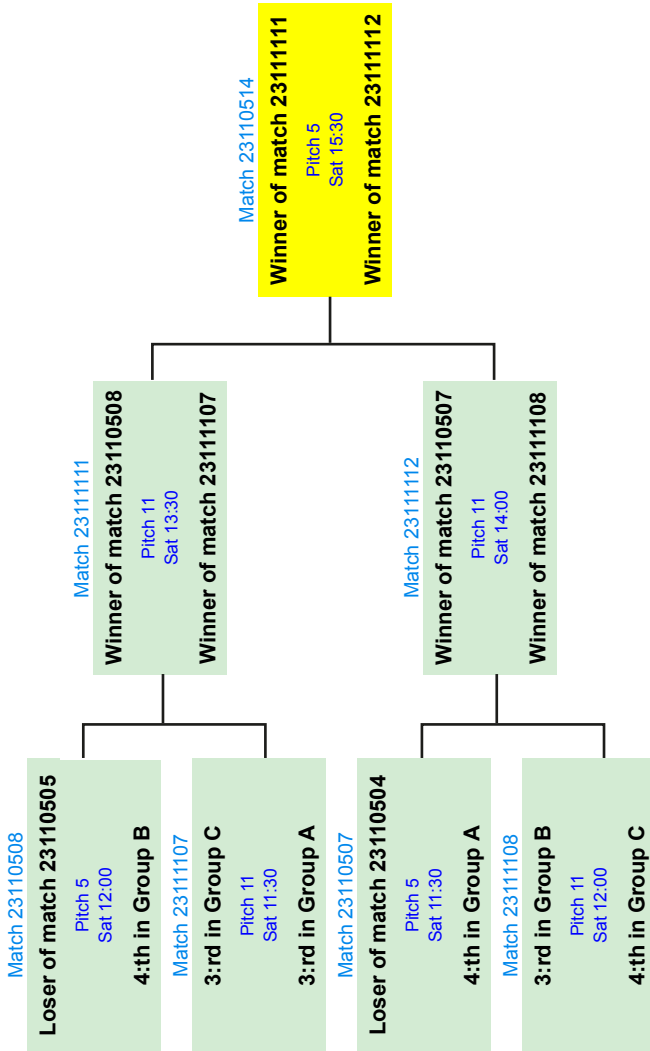 Match 23110508
Loser of match 23110505
Pitch 5
Sat 12:00
4:th in Group B
Match 23111107
3:rd in Group C
Pitch 11
Sat 11:30
3:rd in Group A
Match 23110507
Loser of match 23110504
Pitch 5
Sat 11:30
4:th in Group A
Match 23111108
3:rd in Group B
Pitch 11
Sat 12:00
4:th in Group C
Match 23111111
Winner of match 23110508
Pitch 11
Sat 13:30
Winner of match 23111107
Match 23111112
Winner of match 23110507
Pitch 11
Sat 14:00
Winner of match 23111108
Match 23110514
Winner of match 23111111
Pitch 5
Sat 15:30
Winner of match 23111112